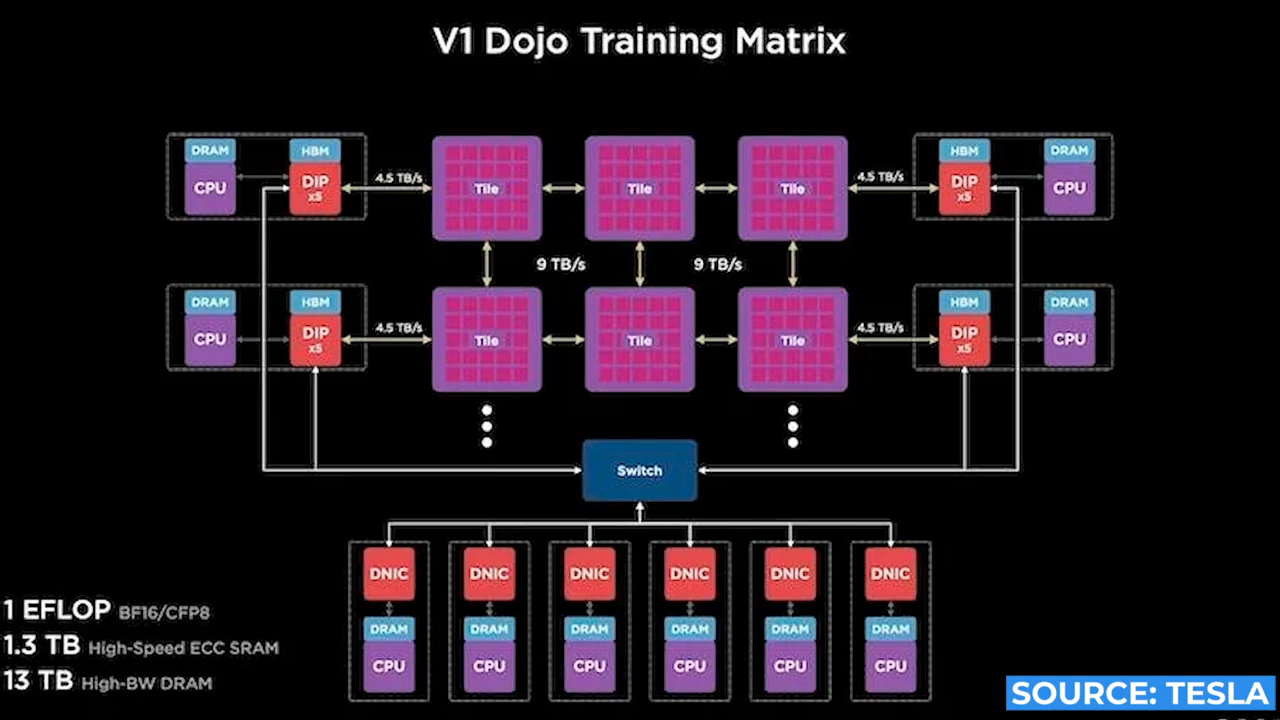 V1 Dojo Training Matrix
DRAM HBM HBM DRAM
CPU DIP x5 4.5 TB/s Tile Tile Tile 4.5 TB/s DIP x5 CPU
9 TB/s 9 TB/s
DRAM HBM HBM DRAM
CPU DIP x5 4.5 TB/s Tile Tile Tile 4.5 TB/s DIP x5 CPU
Switch
DNIC DNIC DNIC DNIC DNIC DNIC
DRAM DRAM DRAM DRAM DRAM DRAM
CPU CPU CPU CPU CPU CPU
1 EFLOP BF16/CFP8
1.3 TB High-Speed ECC SRAM
13 TB High-BW DRAM
SOURCE: TESLA